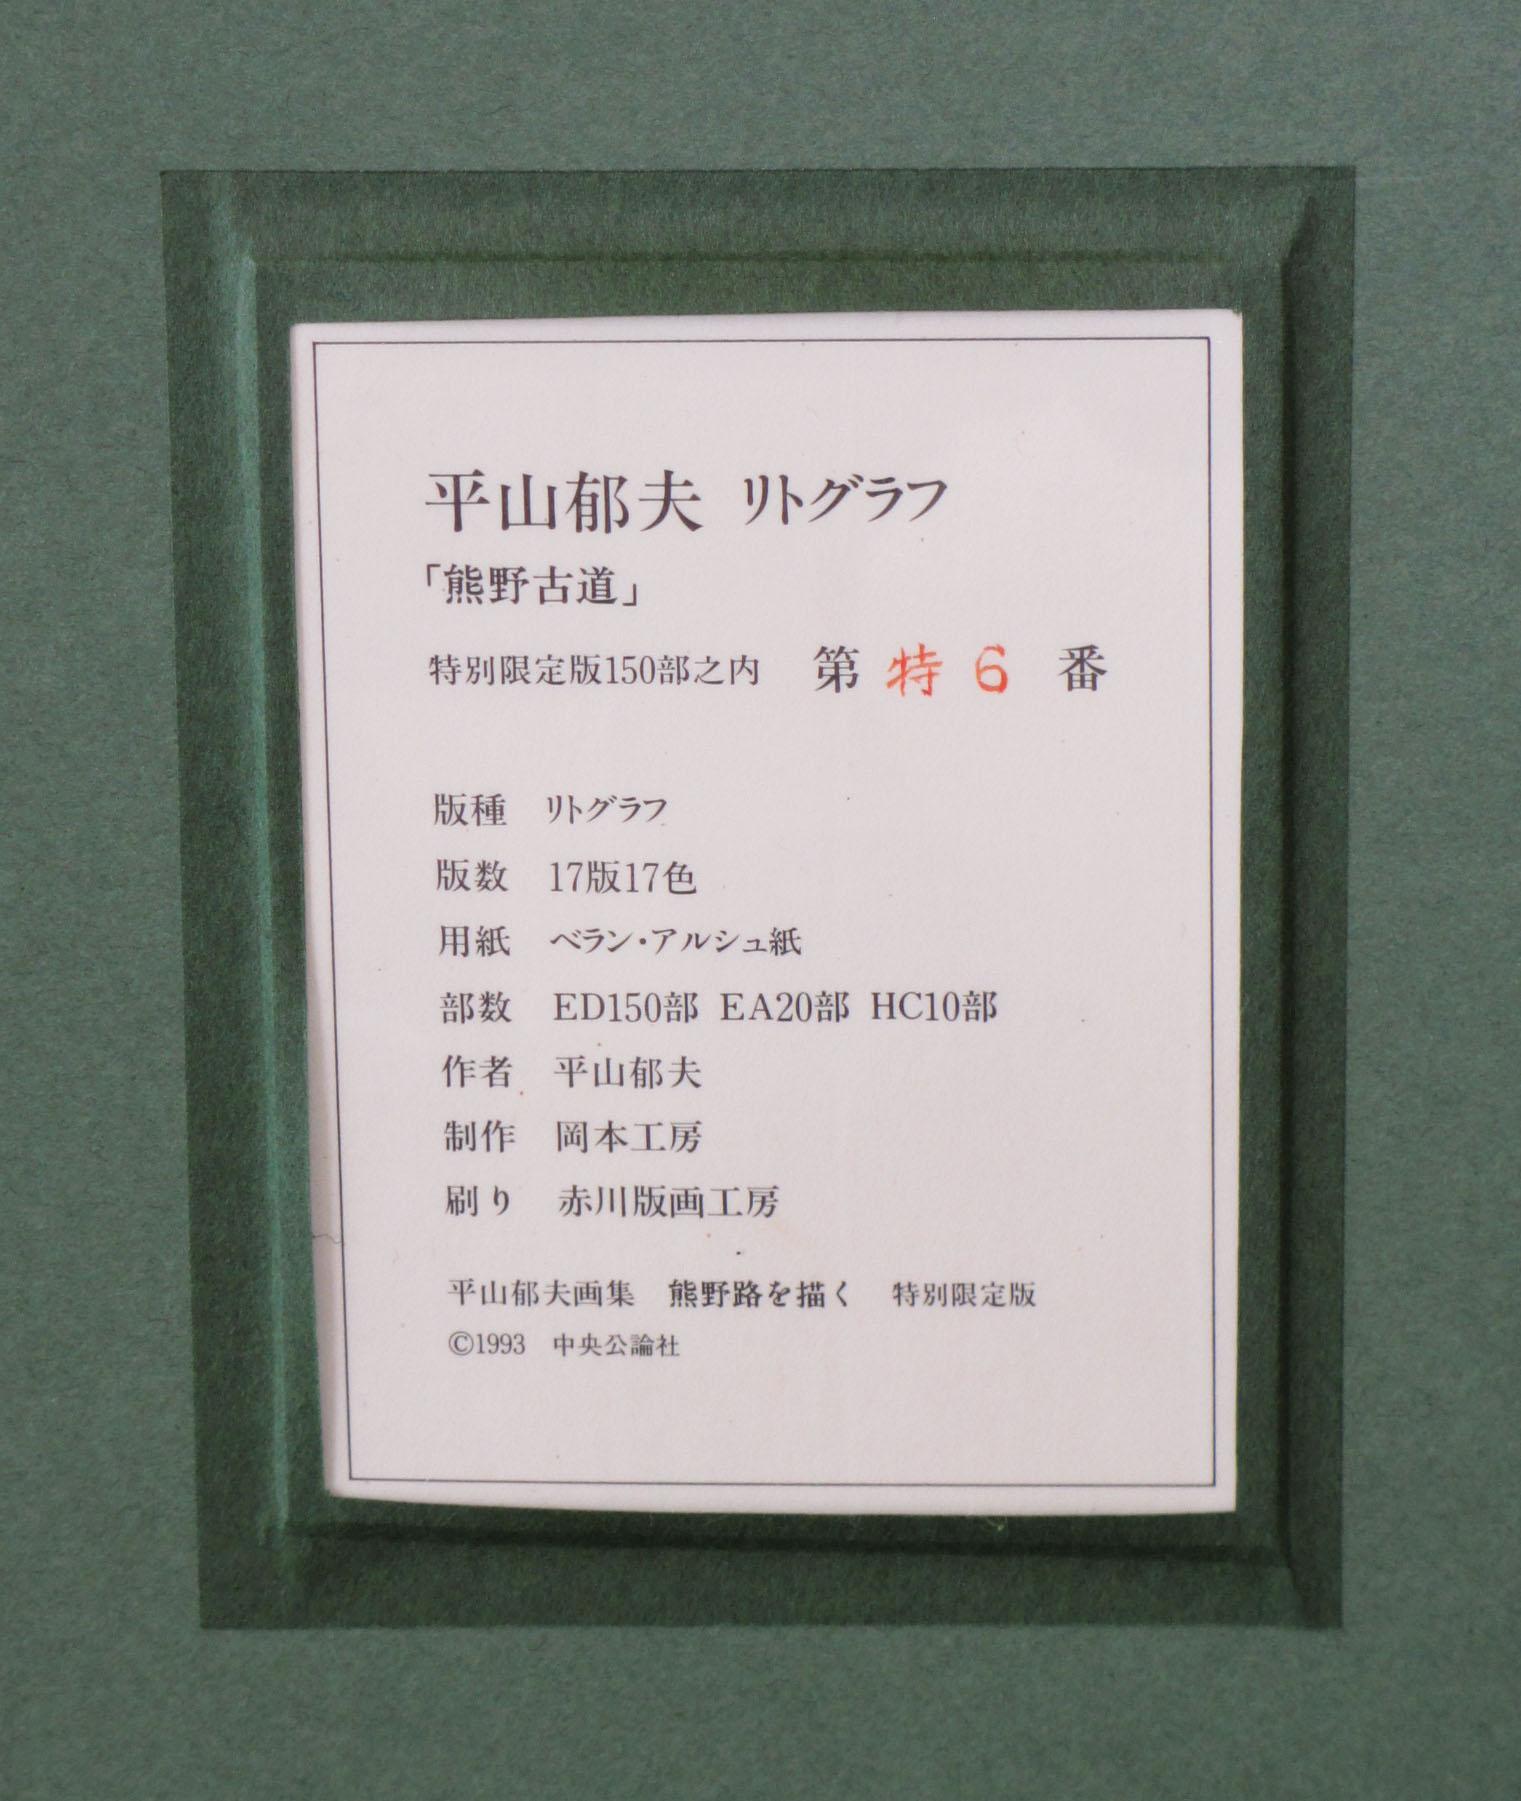 平山郁夫 リトグラフ
「熊野古道」
特別限定版150部之内 第 特 6 番
版種 リトグラフ
版数 17版17色
用紙 ベラン・アルシュ紙
部数 ED150部 EA20部 HC10部
作者 平山郁夫
制作 岡本工房
刷り 赤川版画工房
平山郁夫画集 熊野路を描く 特別限定版
©1993 中央公論社